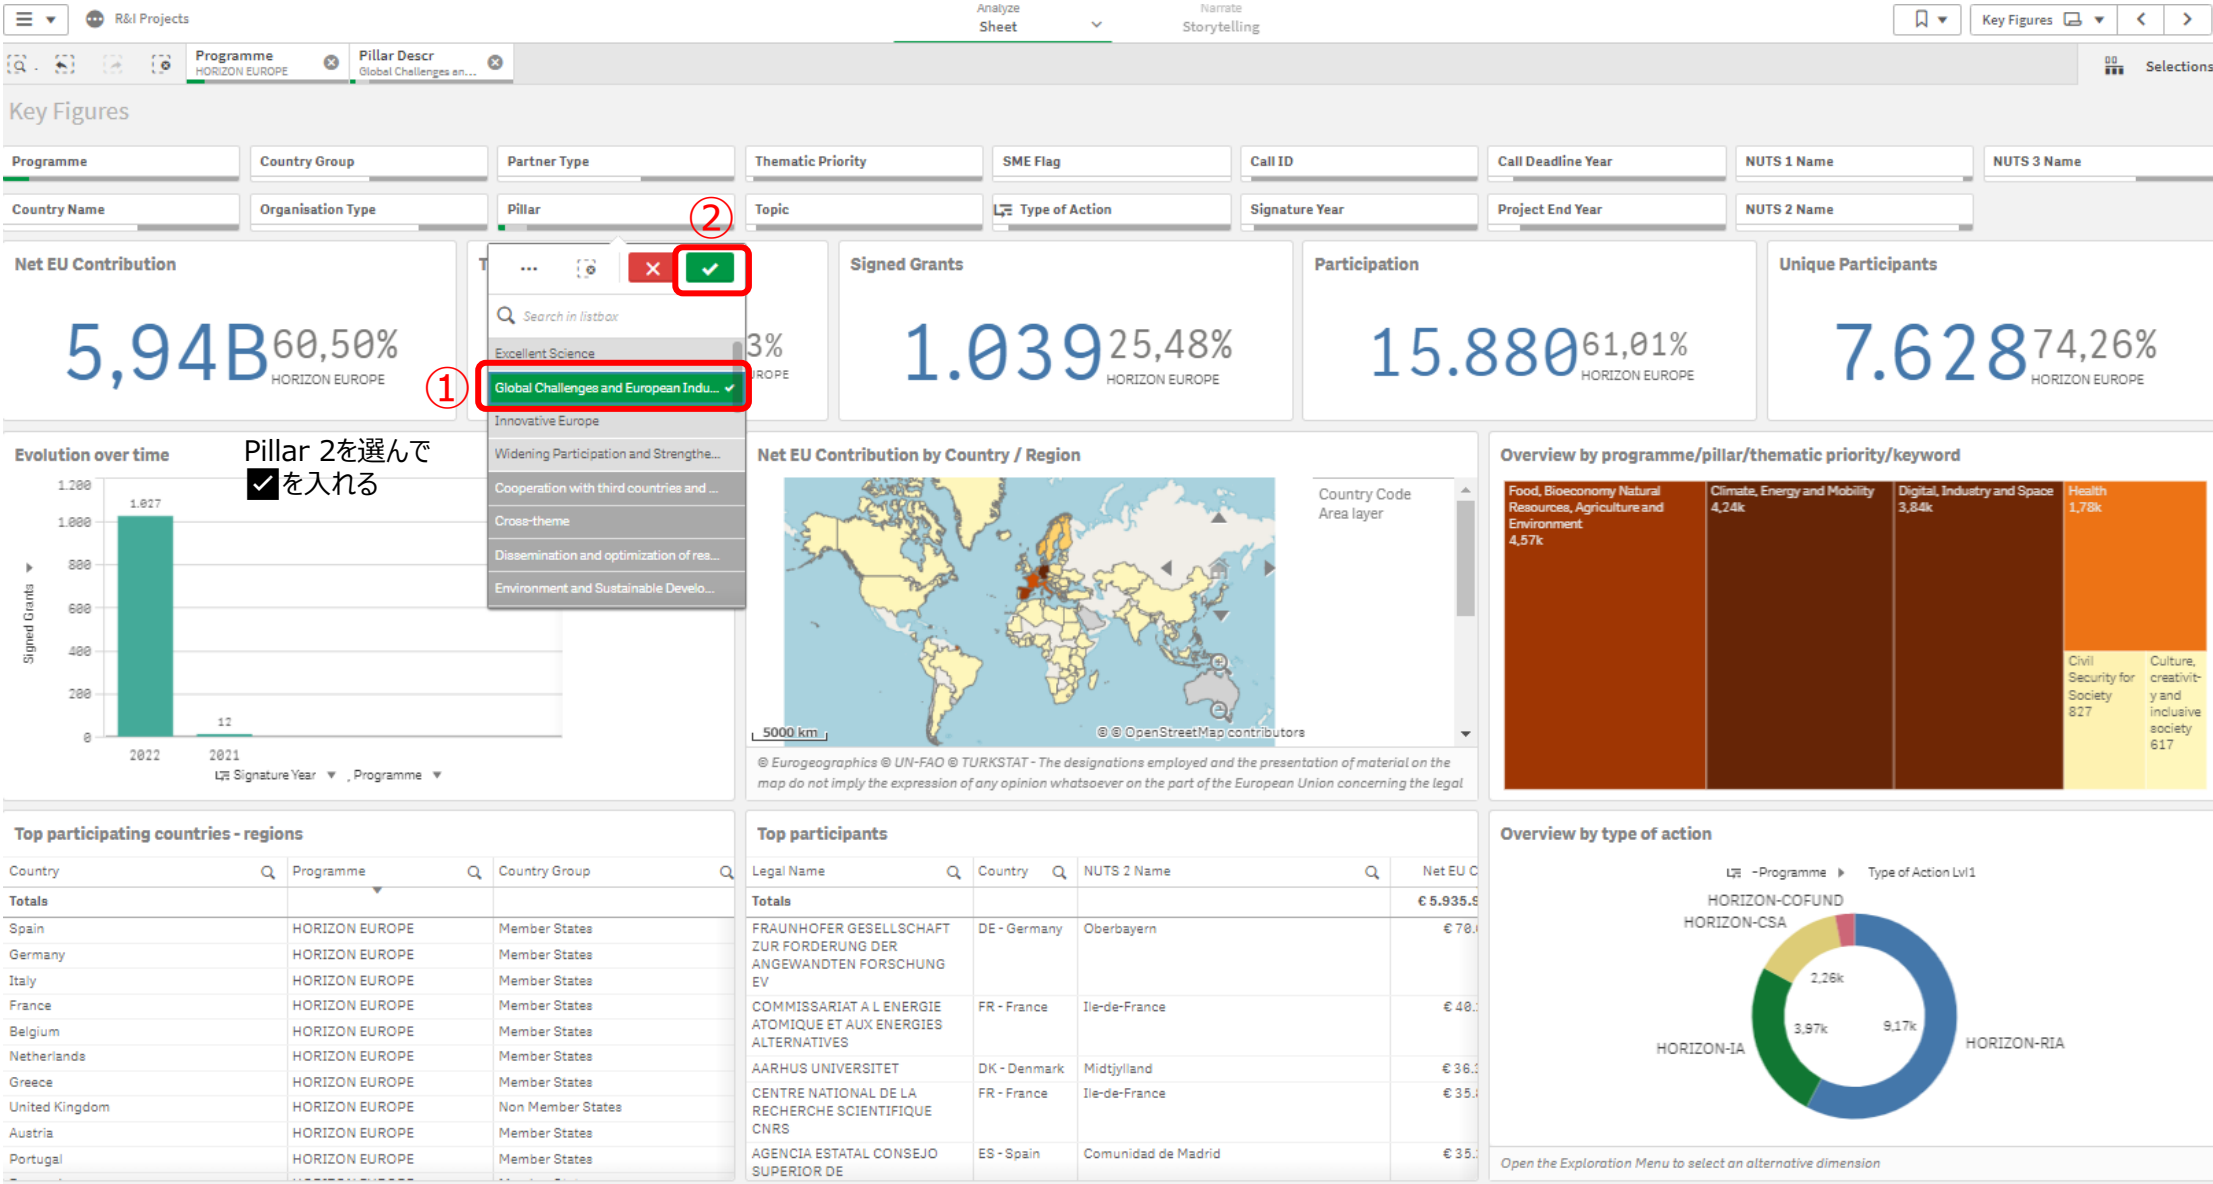 R&I Projects
Analyze
Sheet
Narrate
Storytelling
Key Figures
Programme
HORIZON EUROPE
Pillar Descr
Global Challenges an...
Selections
Key Figures
Programme
Country Group
Partner Type
Thematic Priority
SME Flag
Call ID
Call Deadline Year
NUTS 1 Name
NUTS 3 Name
Country Name
Organisation Type
Pillar
②
Topic
Type of Action
Signature Year
Project End Year
NUTS 2 Name
Net EU Contribution
5,94B
60,50%
HORIZON EUROPE
T
3%
UROPE
Signed Grants
1.039
25,48%
HORIZON EUROPE
Participation
15.880
61,01%
HORIZON EUROPE
Unique Participants
7.628
74,26%
HORIZON EUROPE
...
Search in listbox
Excellent Science
①
Global Challenges and European Indu...
Innovative Europe
Widening Participation and Strengthe...
Cooperation with third countries and ...
Cross-theme
Dissemination and optimization of res...
Environment and Sustainable Develo...
Evolution over time
Pillar 2を選んで
✓を入れる
1.200
1.000
800
600
400
200
0
Signed Grants
1.027
12
2022
2021
Signature Year
, Programme
Net EU Contribution by Country / Region
Country Code
Area layer
5000 km
© © OpenStreetMap contributors
© Eurogeographics © UN-FAO © TURKSTAT - The designations employed and the presentation of material on the
map do not imply the expression of any opinion whatsoever on the part of the European Union concerning the legal
Overview by programme/pillar/thematic priority/keyword
Food, Bioeconomy Natural
Resources, Agriculture and
Environment
4,57k
Climate, Energy and Mobility
4,24k
Digital, Industry and Space
3,84k
Health
1,78k
Civil
Security for
Society
827
Culture,
creativit-
y and
inclusive
society
617
Top participating countries - regions
Country
Programme
Country Group
Totals
Spain
HORIZON EUROPE
Member States
Germany
HORIZON EUROPE
Member States
Italy
HORIZON EUROPE
Member States
France
HORIZON EUROPE
Member States
Belgium
HORIZON EUROPE
Member States
Netherlands
HORIZON EUROPE
Member States
Greece
HORIZON EUROPE
Member States
United Kingdom
HORIZON EUROPE
Non Member States
Austria
HORIZON EUROPE
Member States
Portugal
HORIZON EUROPE
Member States
Top participants
Legal Name
Country
NUTS 2 Name
Net EU C
Totals
€ 5.935.9
FRAUNHOFER GESELLSCHAFT
ZUR FORDERUNG DER
ANGEWANDTEN FORSCHUNG
EV
DE - Germany
Oberbayern
€ 70.
COMMISSARIAT A L ENERGIE
ATOMIQUE ET AUX ENERGIES
ALTERNATIVES
FR - France
Ile-de-France
€ 40.
AARHUS UNIVERSITET
DK - Denmark
Midtjylland
€ 36.
CENTRE NATIONAL DE LA
RECHERCHE SCIENTIFIQUE
CNRS
FR - France
Ile-de-France
€ 35.
AGENCIA ESTATAL CONSEJO
SUPERIOR DE
ES - Spain
Comunidad de Madrid
€ 35.
Overview by type of action
-Programme
Type of Action Lvl1
HORIZON-COFUND
HORIZON-CSA
2,26k
3,97k
9,17k
HORIZON-IA
HORIZON-RIA
Open the Exploration Menu to select an alternative dimension